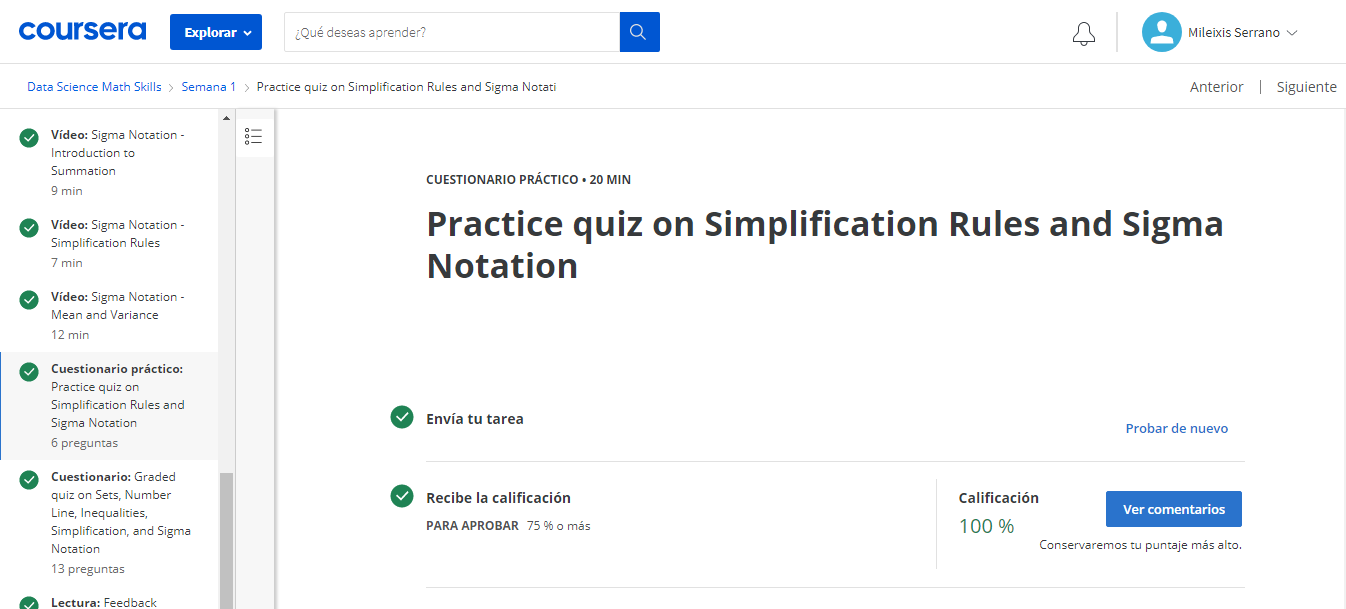 coursera
Explorar
¿Qué deseas aprender?
Mileixis Serrano
Data Science Math Skills
Semana 1
Practice quiz on Simplification Rules and Sigma Notati
Anterior
Siguiente
Vídeo: Sigma Notation -
Introduction to
Summation
9 min
Vídeo: Sigma Notation -
Simplification Rules
7 min
Vídeo: Sigma Notation -
Mean and Variance
12 min
Cuestionario práctico:
Practice quiz on
Simplification Rules and
Sigma Notation
6 preguntas
Cuestionario: Graded
quiz on Sets, Number
Line, Inequalities,
Simplification, and Sigma
Notation
13 preguntas
Lectura: Feedback
CUESTIONARIO PRÁCTICO • 20 MIN
Practice quiz on Simplification Rules and Sigma
Notation
Envía tu tarea
Probar de nuevo
Recibe la calificación
PARA APROBAR 75 % o más
Calificación
100 %
Ver comentarios
Conservaremos tu puntaje más alto.